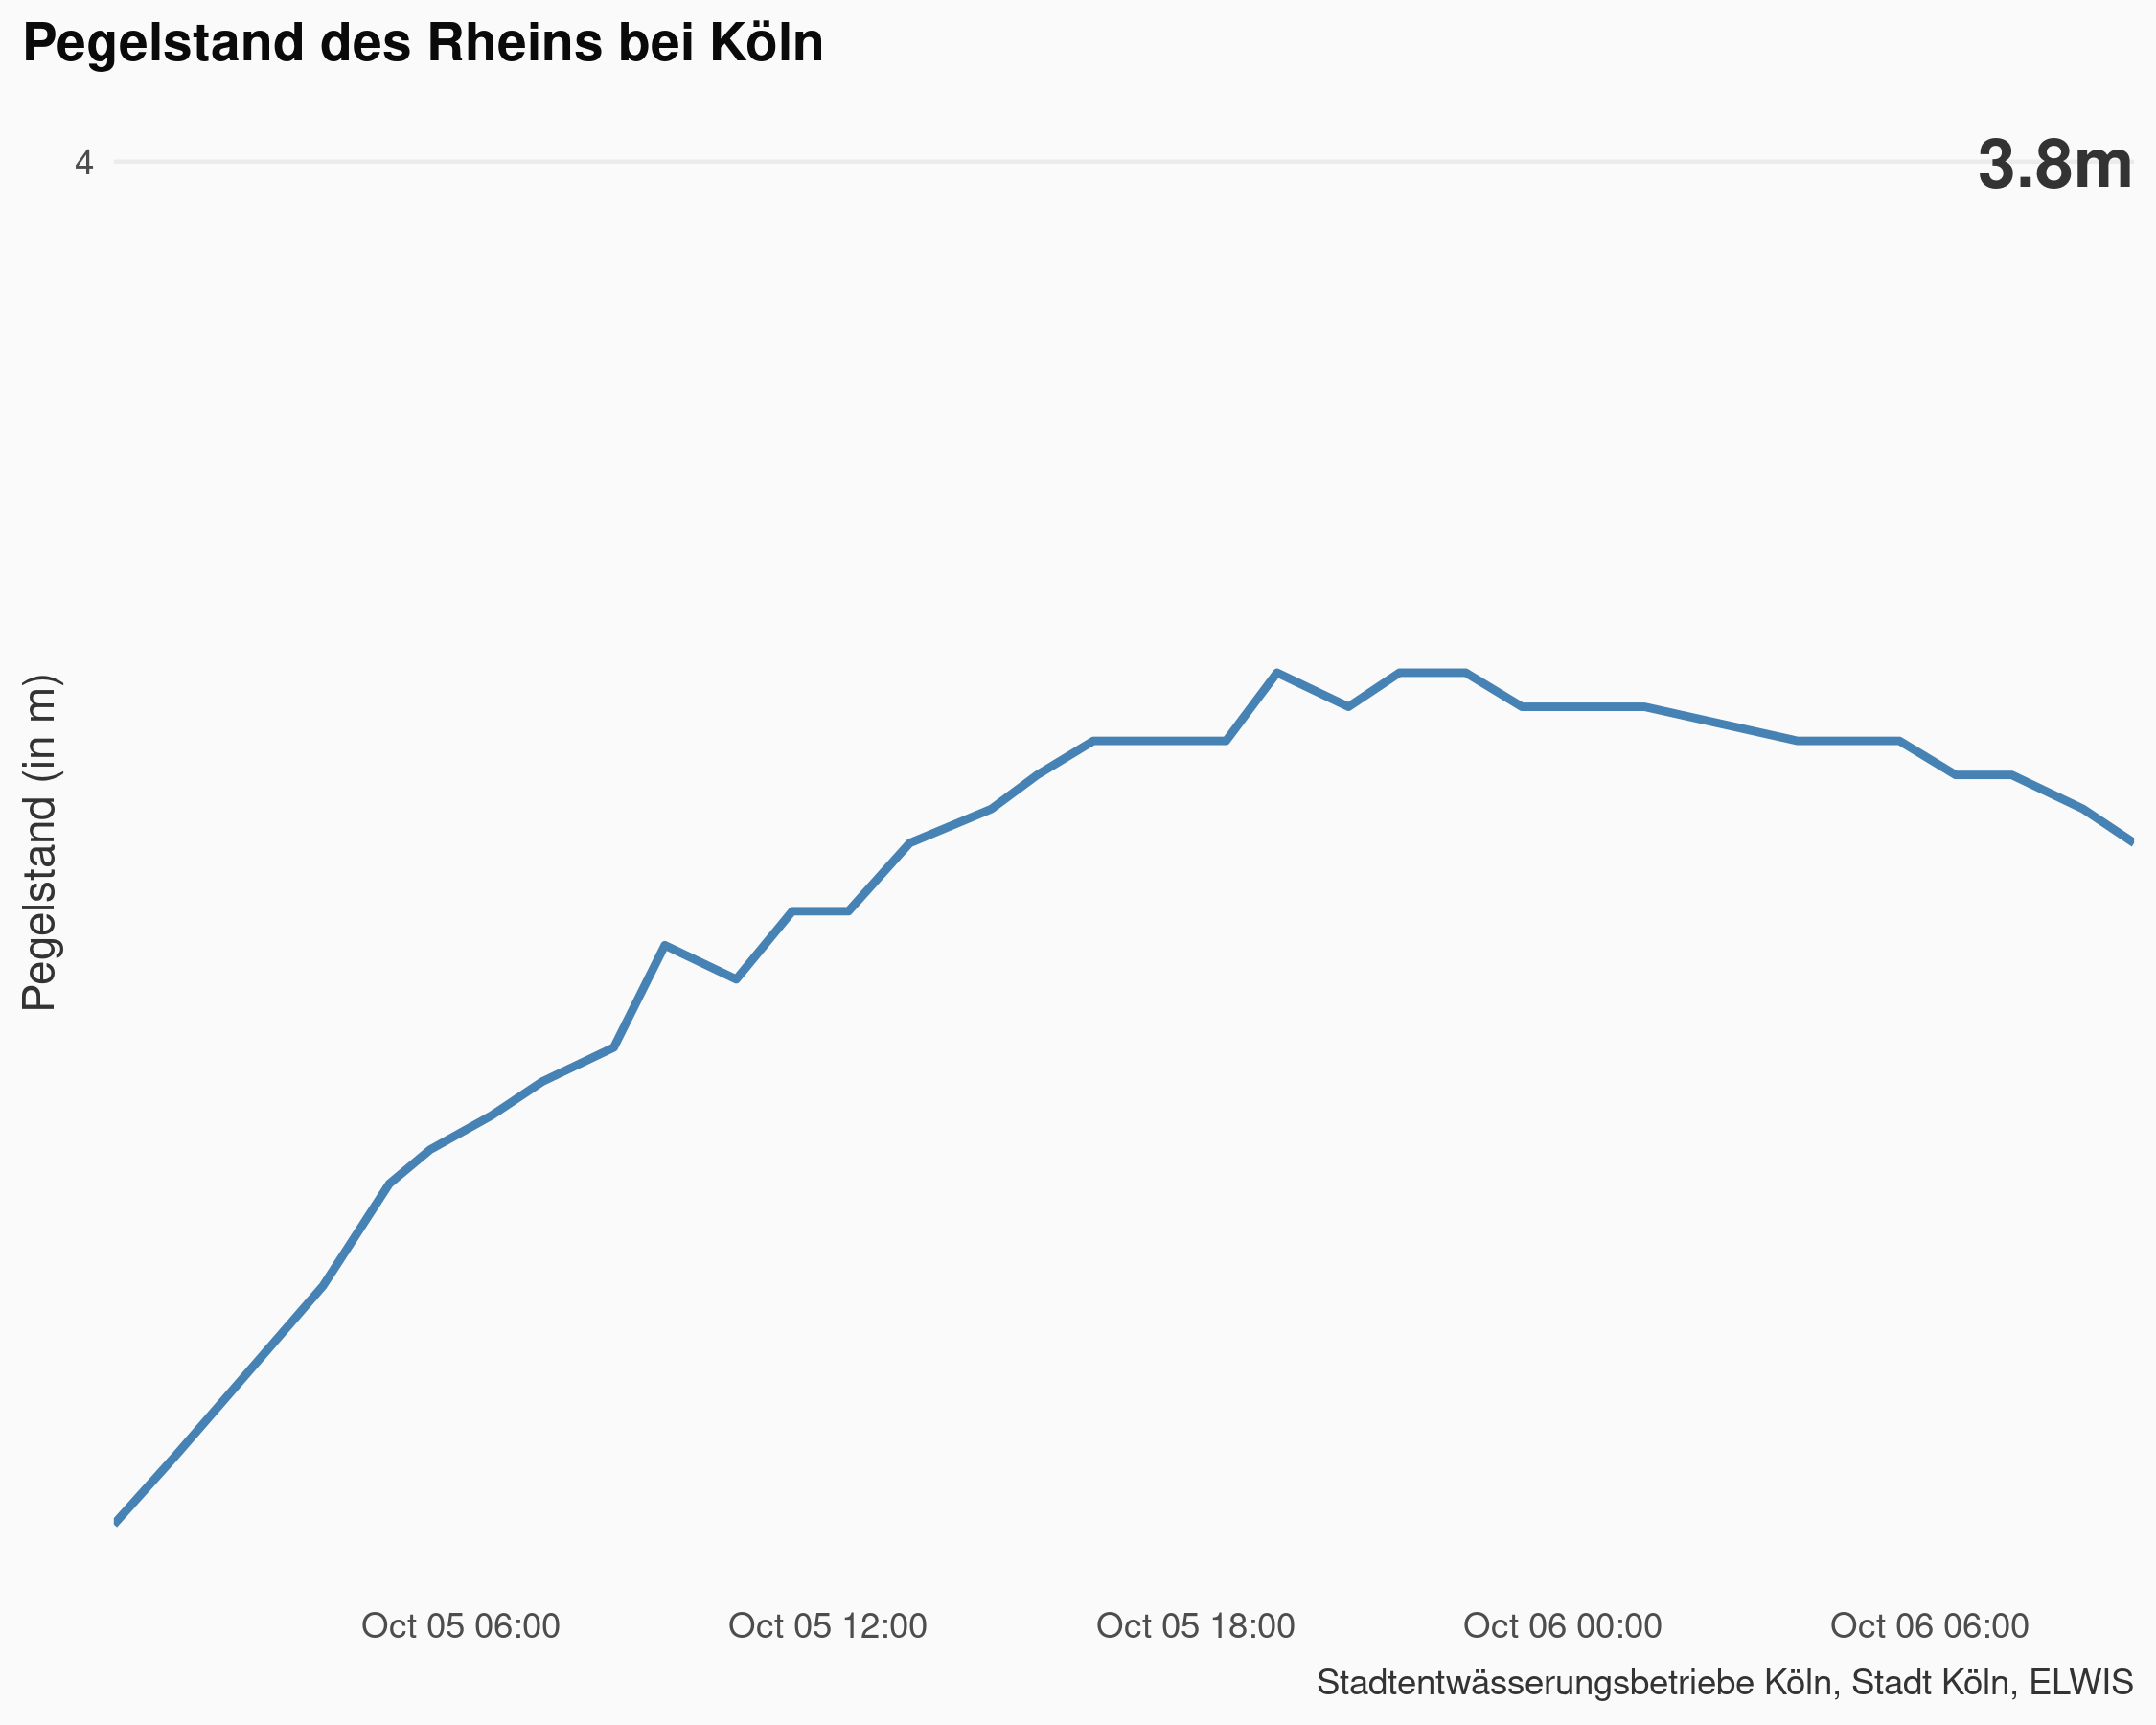 Pegelstand des Rheins bei Köln
4
3.8m
Pegelstand (in m)
Oct 05 06:00
Oct 05 12:00
Oct 05 18:00
Oct 06 00:00
Oct 06 06:00
Stadtentwässerungsbetriebe Köln, Stadt Köln, ELWIS